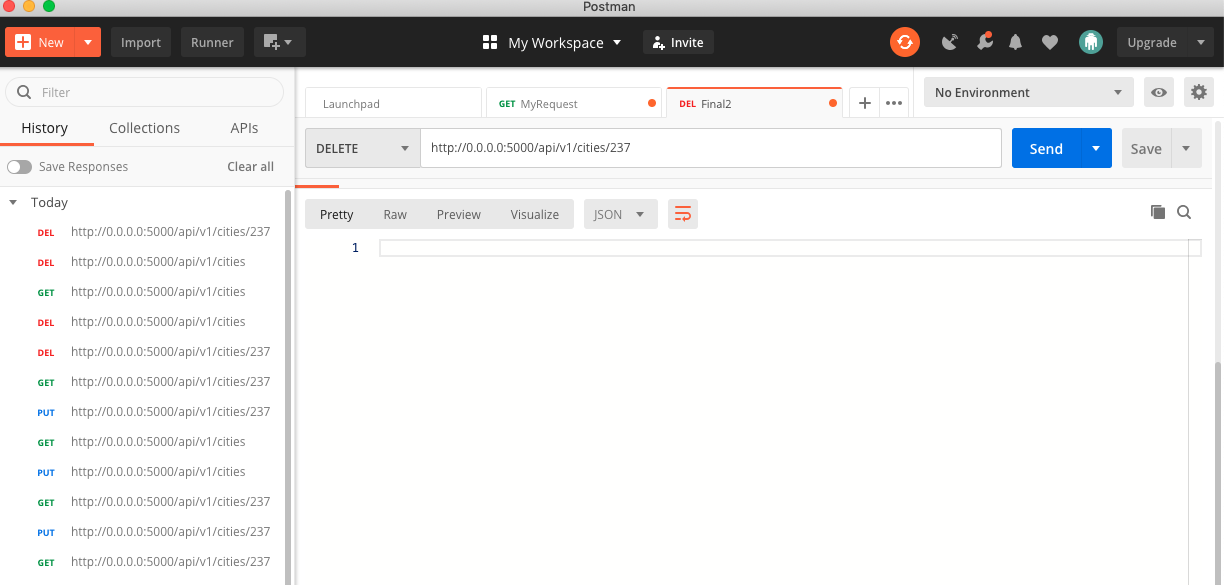 Postman
New Import Runner My Workspace Invite Upgrade
Filter
History Collections APIs
Save Responses Clear all
Today
DEL http://0.0.0.0:5000/api/v1/cities/237
DEL http://0.0.0.0:5000/api/v1/cities
GET http://0.0.0.0:5000/api/v1/cities
DEL http://0.0.0.0:5000/api/v1/cities
DEL http://0.0.0.0:5000/api/v1/cities/237
GET http://0.0.0.0:5000/api/v1/cities/237
PUT http://0.0.0.0:5000/api/v1/cities/237
GET http://0.0.0.0:5000/api/v1/cities
PUT http://0.0.0.0:5000/api/v1/cities
GET http://0.0.0.0:5000/api/v1/cities/237
PUT http://0.0.0.0:5000/api/v1/cities/237
GET http://0.0.0.0:5000/api/v1/cities/237
Launchpad GET MyRequest DEL Final2 No Environment
DELETE http://0.0.0.0:5000/api/v1/cities/237 Send Save
Pretty Raw Preview Visualize JSON
1